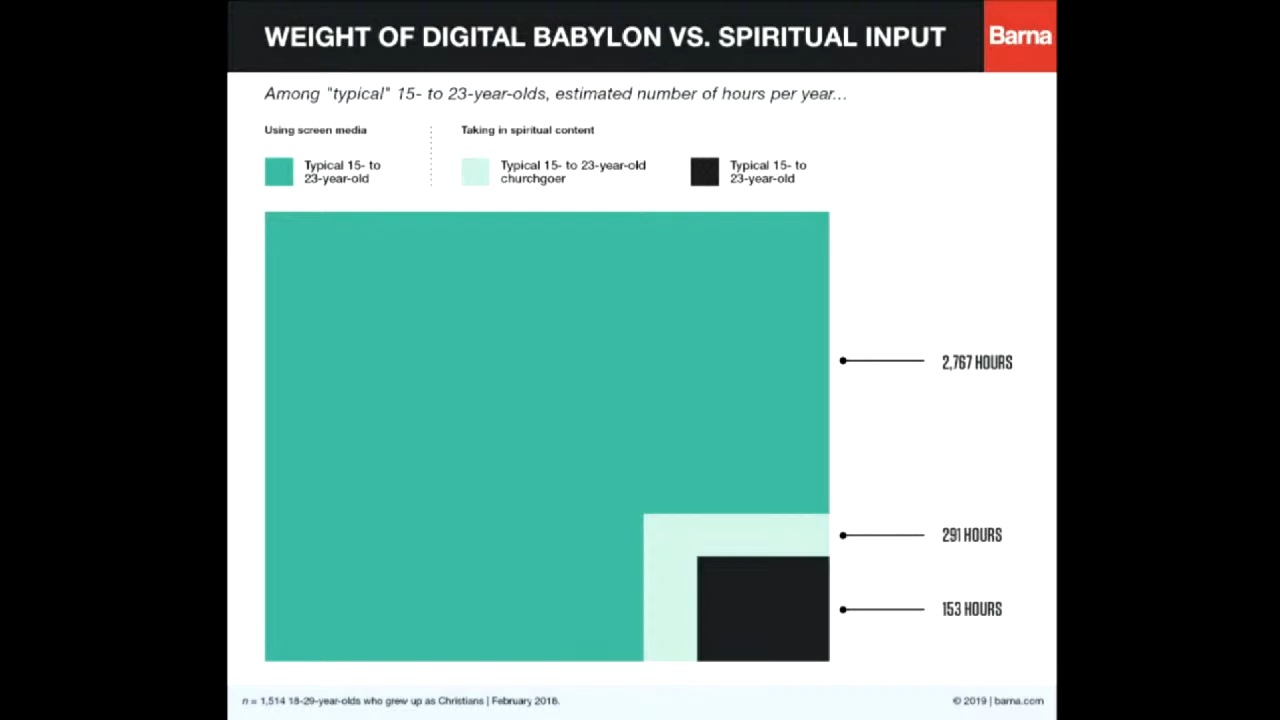 WEIGHT OF DIGITAL BABYLON VS. SPIRITUAL INPUT
Barna
Among "typical" 15- to 23-year-olds, estimated number of hours per year...
Using screen media
Typical 15- to
23-year-old
Taking in spiritual content
Typical 15- to 23-year-old
churchgoer
Typical 15- to
23-year-old
2,767 HOURS
291 HOURS
153 HOURS
n = 1,514 18-29-year-olds who grew up as Christians | February 2018.
© 2019 | barna.com